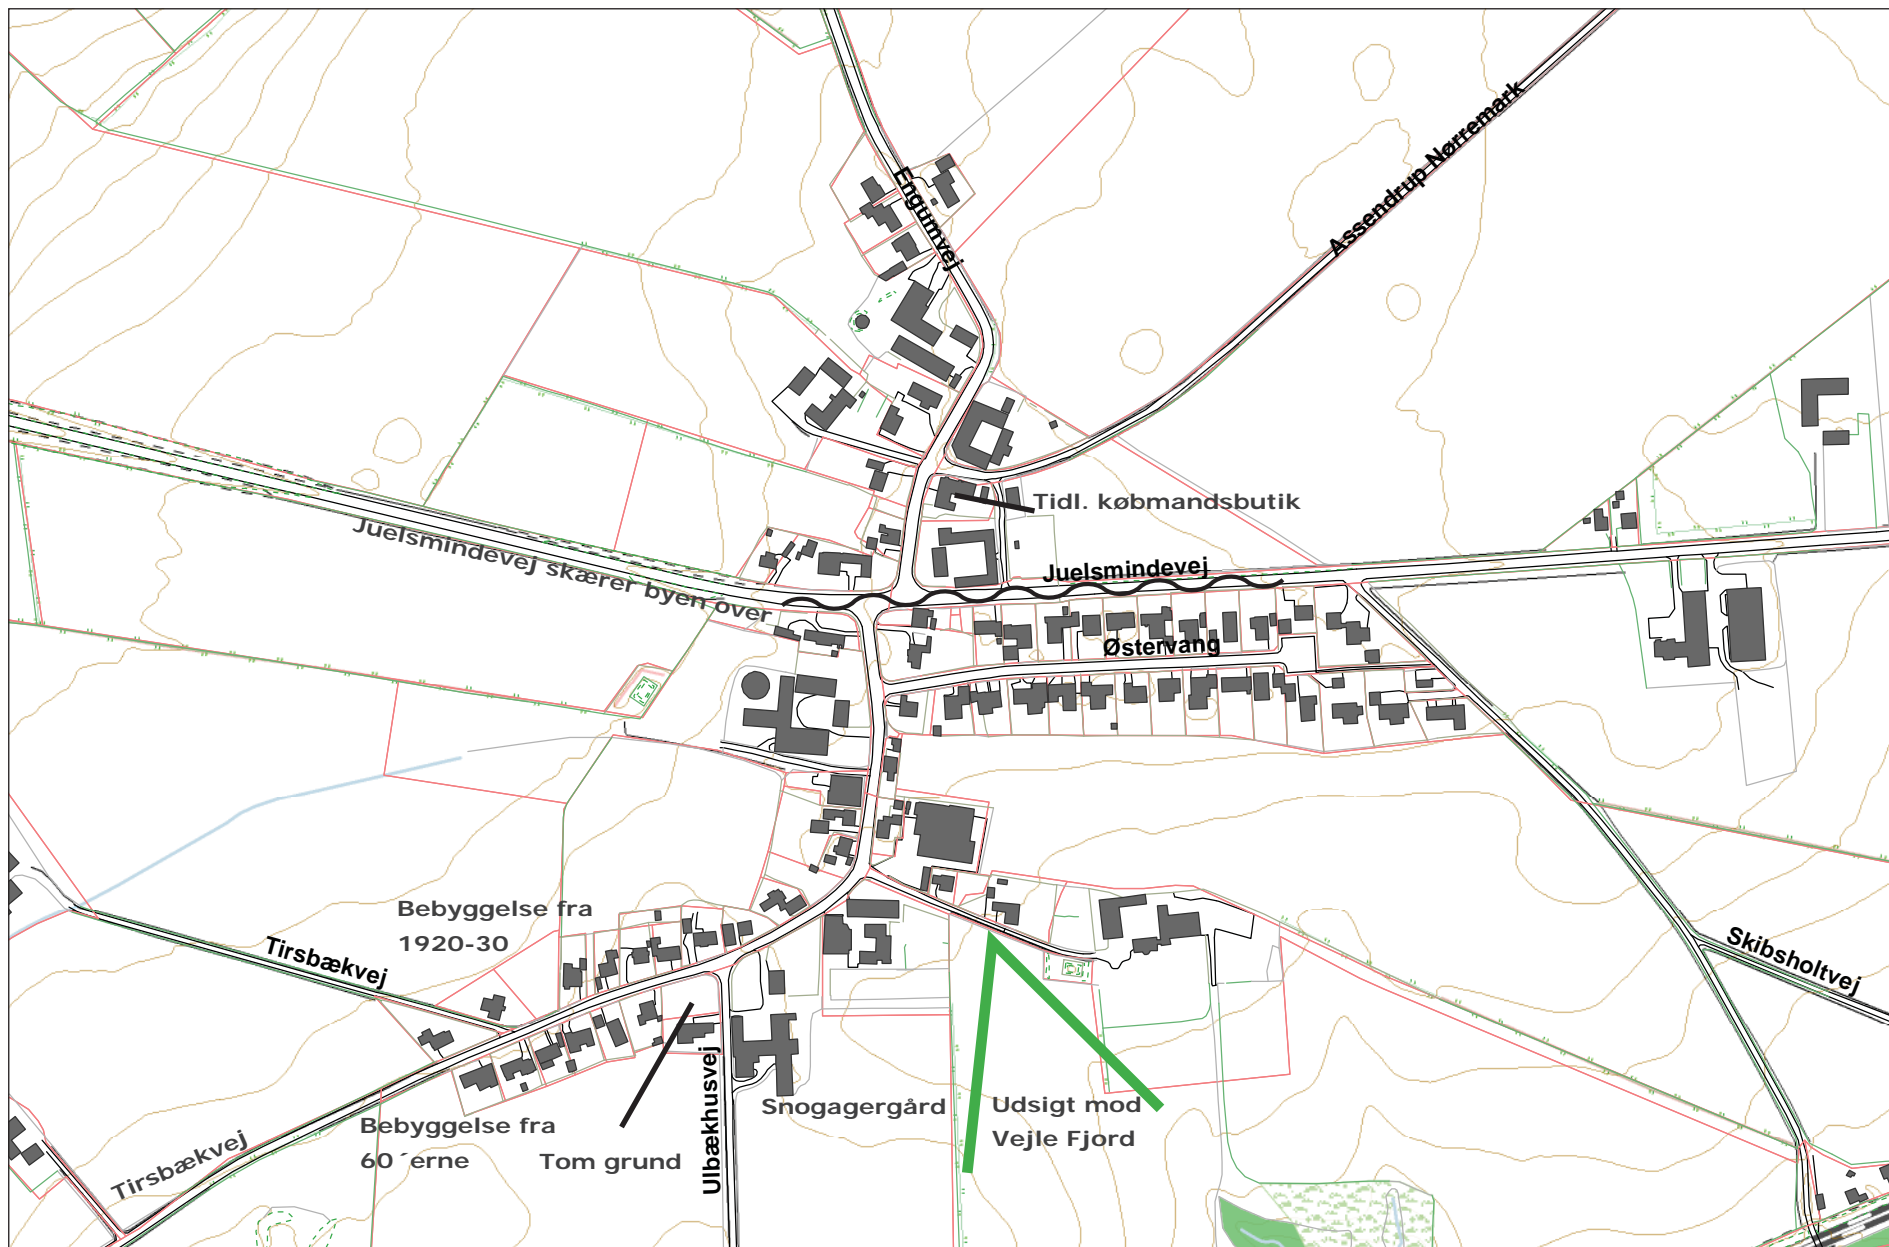 Engumvej
Assendrup Nørremark
Tidl. købmandsbutik
Juelsmindevej skærer byen over
Juelsmindevej
Østervang
Bebyggelse fra
1920-30
Tirsbækvej
Skibsholtvej
Ulbækhusvej
Snogagergård
Udsigt mod
Vejle Fjord
Bebyggelse fra
60´erne
Tom grund
Tirsbækvej